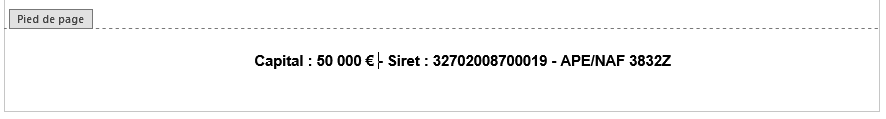 Pied de page
Capital : 50 000 € - Siret : 32702008700019 - APE/NAF 3832Z